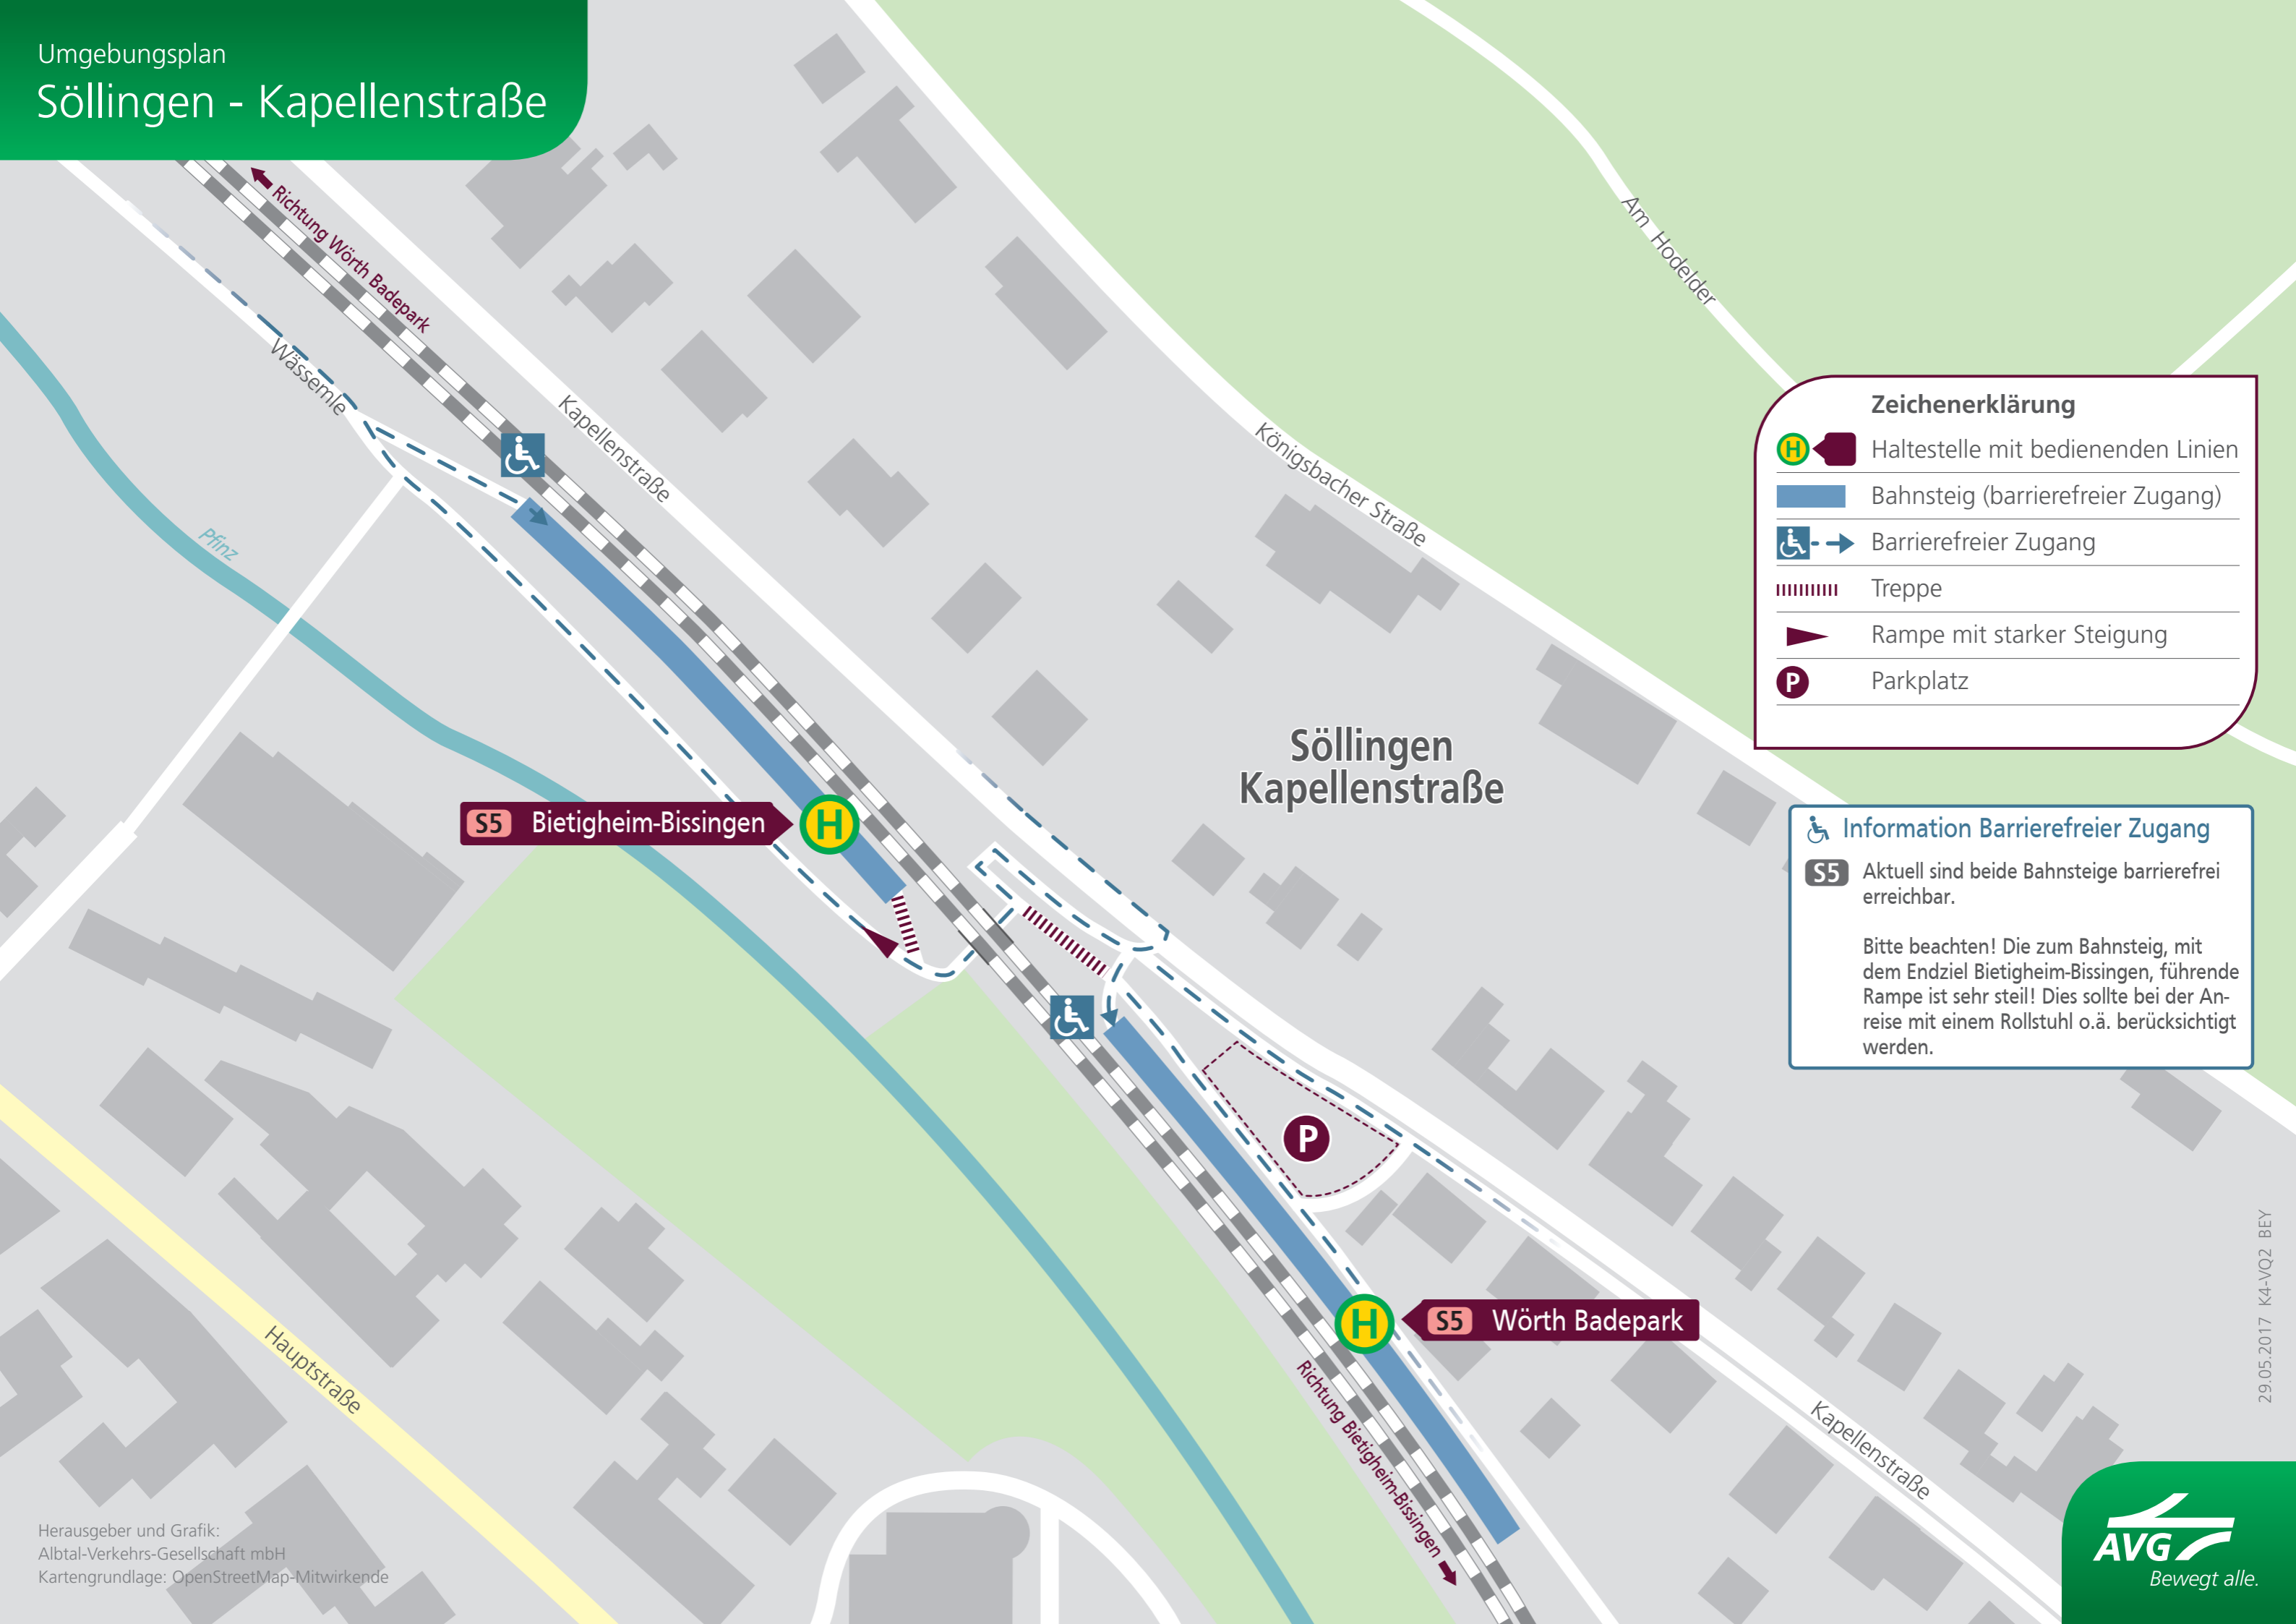 Umgebungsplan
Söllingen - Kapellenstraße
Richtung Wörth Badepark
Wässemle
Kapellenstraße
Pfinz
Königsbacher Straße
Am Hodelder
Zeichenerklärung
H
Haltestelle mit bedienenden Linien
Bahnsteig (barrierefreier Zugang)
Barrierefreier Zugang
Treppe
Rampe mit starker Steigung
P
Parkplatz
Söllingen
Kapellenstraße
S5 Bietigheim-Bissingen
H
Information Barrierefreier Zugang
S5
Aktuell sind beide Bahnsteige barrierefrei
erreichbar.
Bitte beachten! Die zum Bahnsteig, mit
dem Endziel Bietigheim-Bissingen, führende
Rampe ist sehr steil! Dies sollte bei der An-
reise mit einem Rollstuhl o.ä. berücksichtigt
werden.
P
H
S5 Wörth Badepark
Richtung Bietigheim-Bissingen
Kapellenstraße
Hauptstraße
29.05.2017 K4-VQ2 BEY
Herausgeber und Grafik:
Albtal-Verkehrs-Gesellschaft mbH
Kartengrundlage: OpenStreetMap-Mitwirkende
AVG
Bewegt alle.